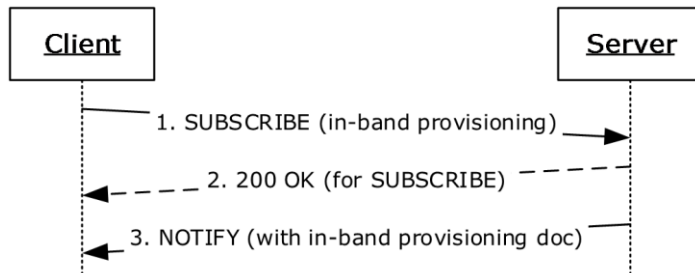 Client
Server
1. SUBSCRIBE (in-band provisioning)
2. 200 OK (for SUBSCRIBE)
3. NOTIFY (with in-band provisioning doc)